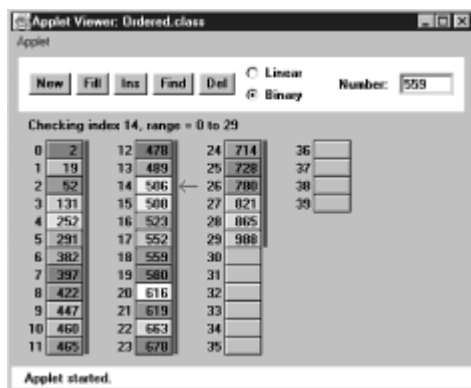 Applet Viewer: Ordered.class
Applet
New Fill Ins Find Del Linear Binary Number: 559
Checking index 14, range = 0 to 29
0 2 12 478 24 714 36
1 19 13 489 25 728 37
2 52 14 506 26 780 38
3 131 15 508 27 821 39
4 252 16 523 28 865
5 291 17 552 29 988
6 382 18 559 30
7 397 19 580 31
8 422 20 616 32
9 447 21 619 33
10 460 22 663 34
11 465 23 678 35
Applet started.